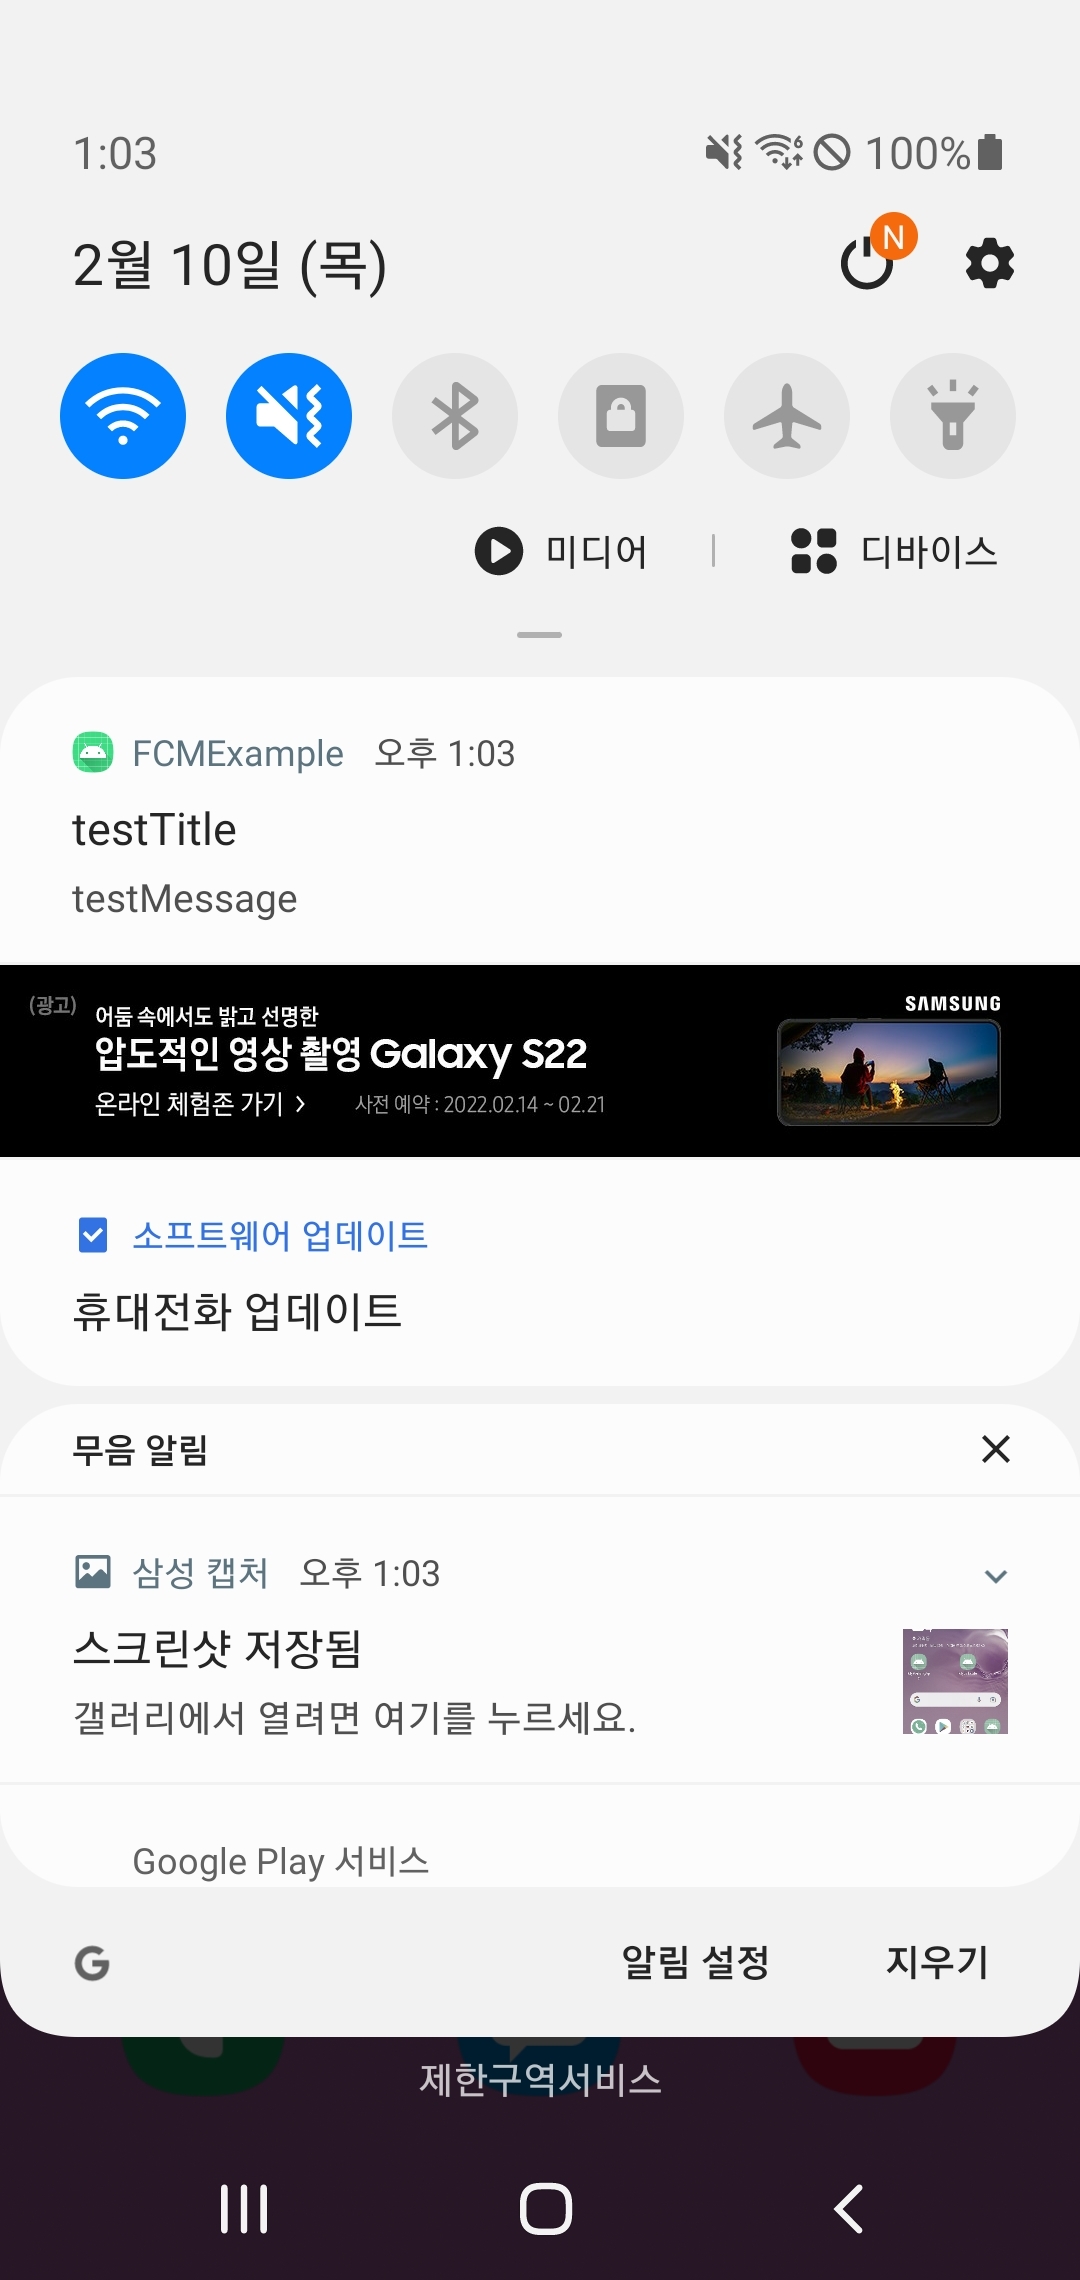 1:03
100%
2월 10일 (목)
N
미디어 | 디바이스
FCMExample 오후 1:03
testTitle
testMessage
(광고)
어둠 속에서도 밝고 선명한
압도적인 영상 촬영 Galaxy S22
온라인 체험존 가기 >
사전 예약 : 2022.02.14 ~ 02.21
SAMSUNG
소프트웨어 업데이트
휴대전화 업데이트
무음 알림
삼성 캡처 오후 1:03
스크린샷 저장됨
갤러리에서 열려면 여기를 누르세요.
Google Play 서비스
G
알림 설정 지우기
제한구역서비스